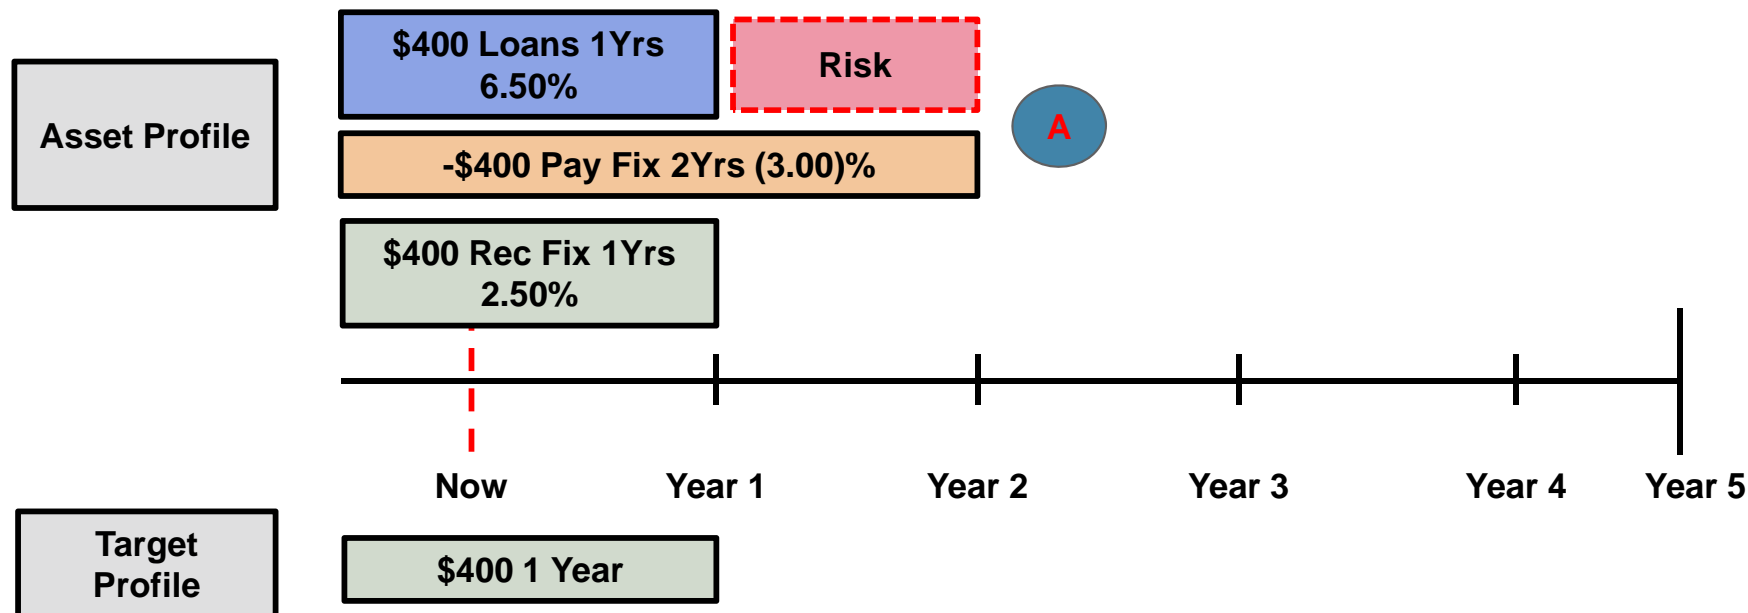 $400 Loans 1Yrs
6.50%
Risk
Asset Profile
A
-$400 Pay Fix 2Yrs (3.00)%
$400 Rec Fix 1Yrs
2.50%
Now
Year 1
Year 2
Year 3
Year 4
Year 5
Target
Profile
$400 1 Year